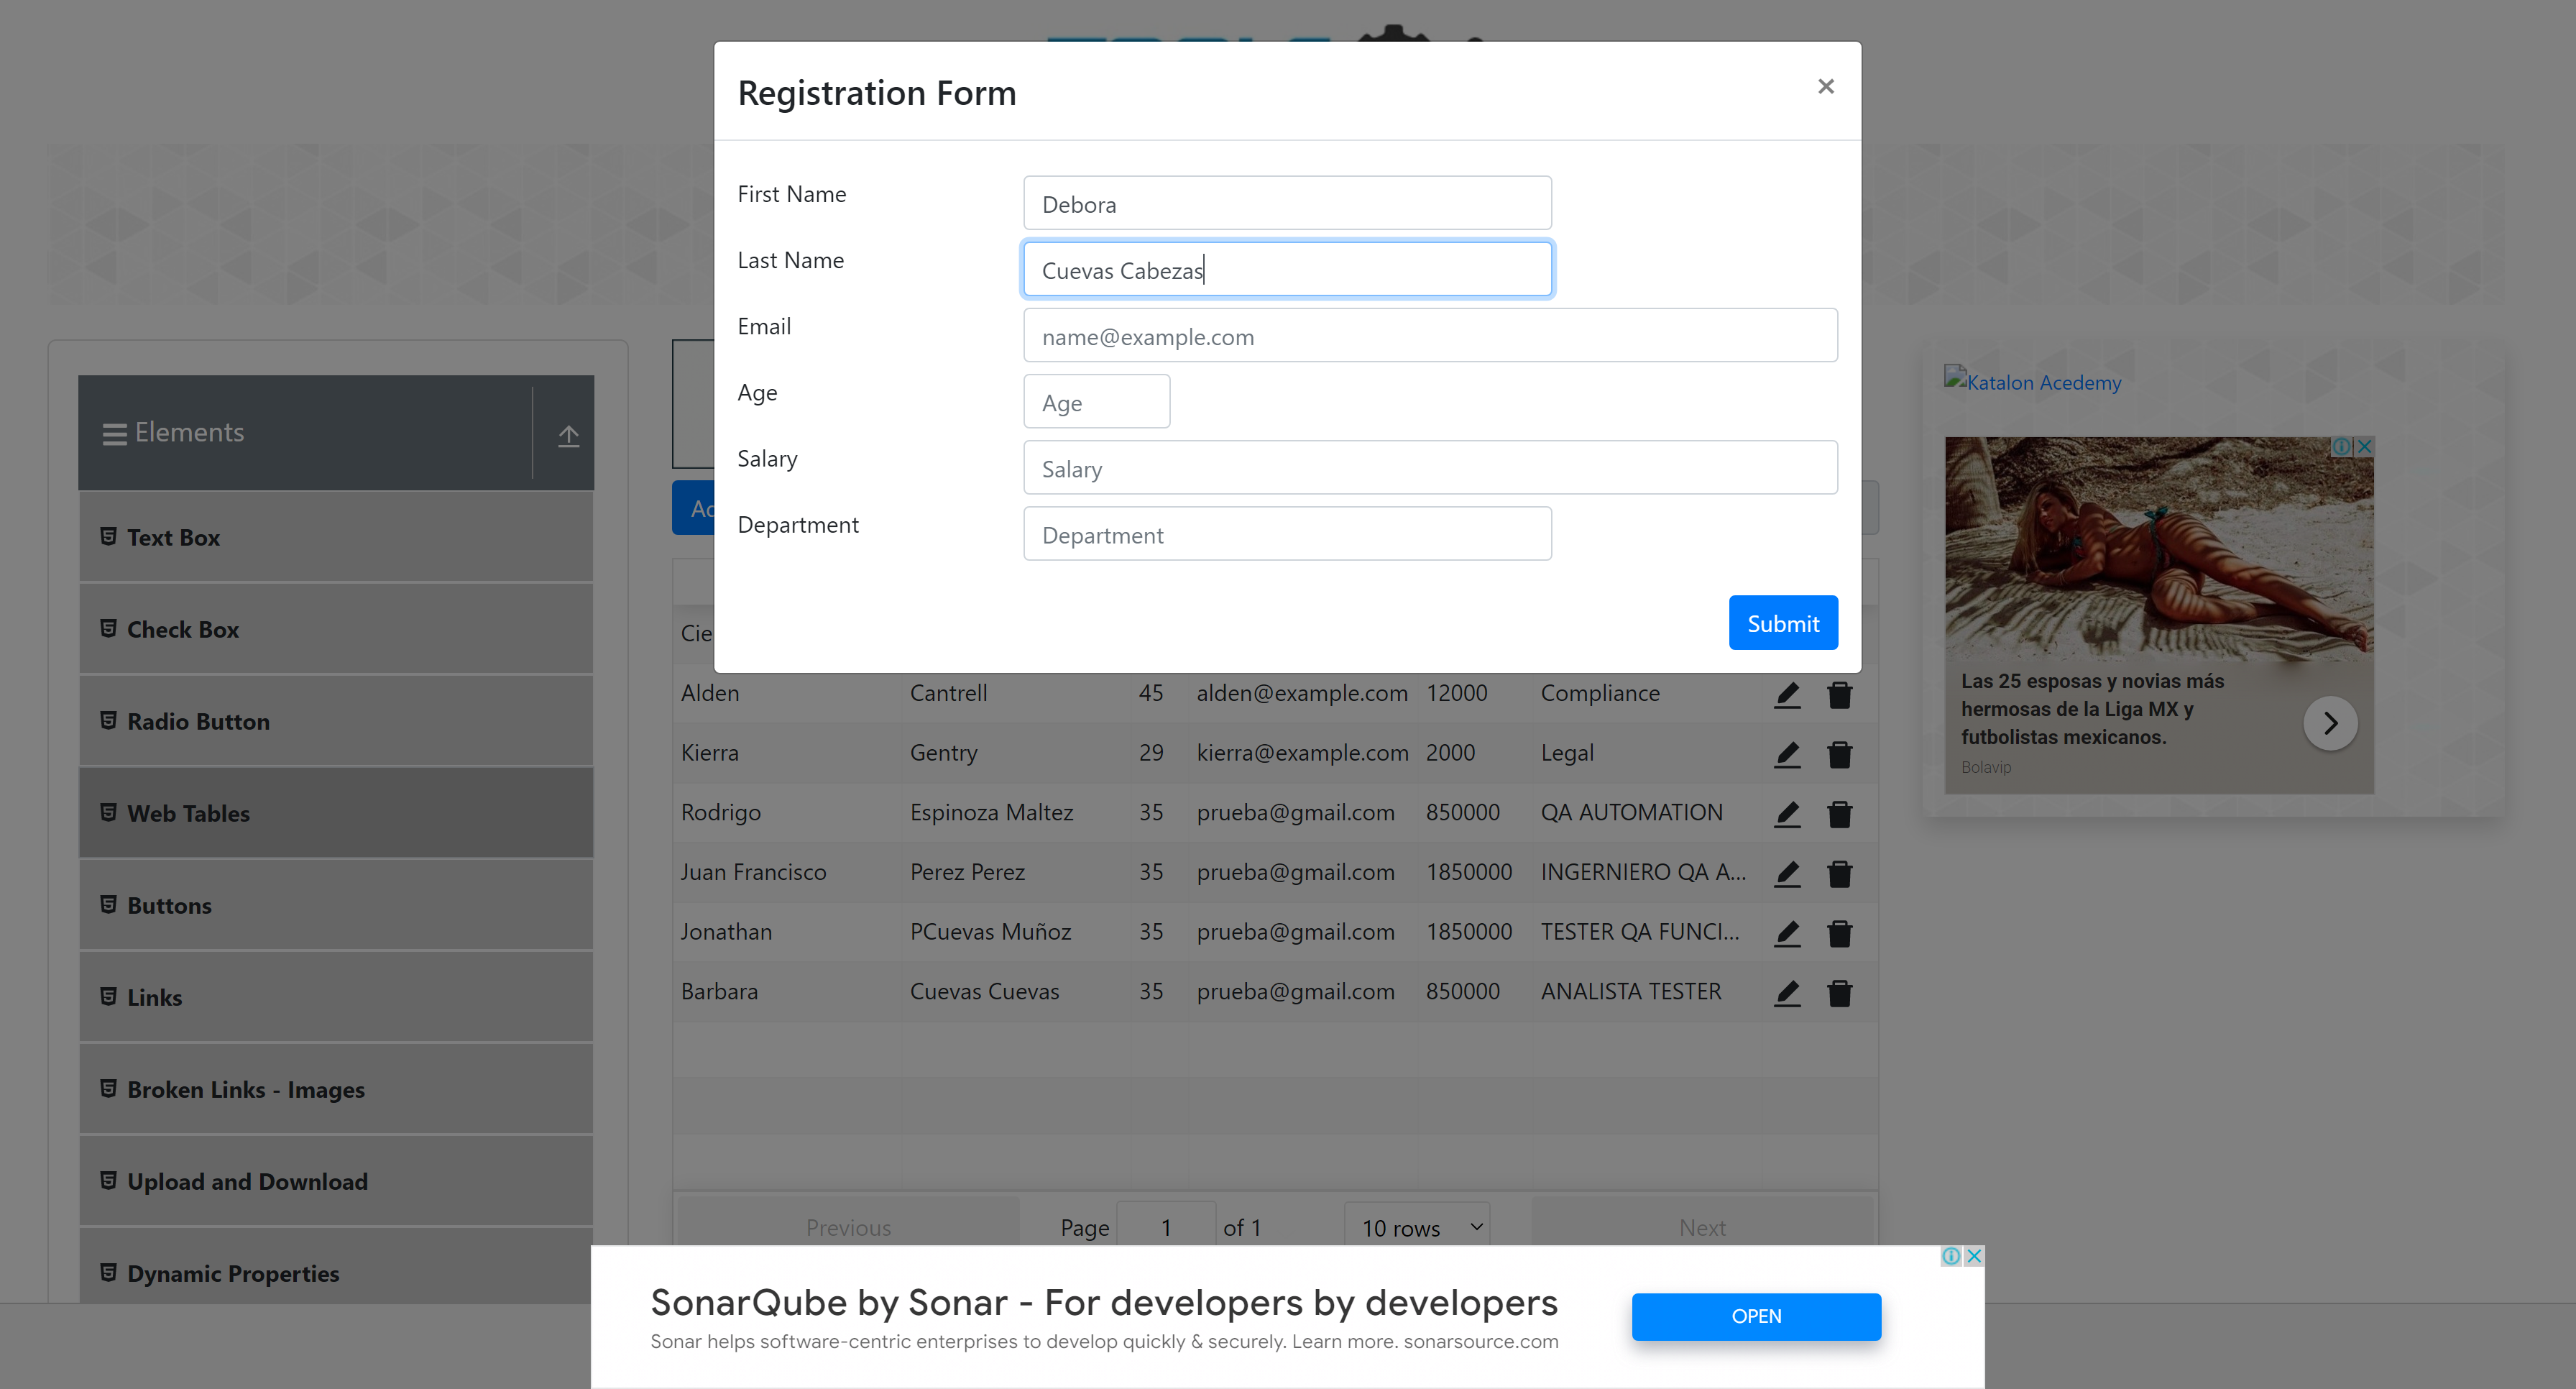 Registration Form
×
First Name
Debora
Last Name
Cuevas Cabezas
Email
name@example.com
Age
Age
Salary
Salary
Department
Department
Submit
Elements
Text Box
Check Box
Radio Button
Web Tables
Buttons
Links
Broken Links - Images
Upload and Download
Dynamic Properties
Alden Cantrell 45 alden@example.com 12000 Compliance
Kierra Gentry 29 kierra@example.com 2000 Legal
Rodrigo Espinoza Maltez 35 prueba@gmail.com 850000 QA AUTOMATION
Juan Francisco Perez Perez 35 prueba@gmail.com 1850000 INGERNIERO QA A...
Jonathan PCuevas Muñoz 35 prueba@gmail.com 1850000 TESTER QA FUNCI...
Barbara Cuevas Cuevas 35 prueba@gmail.com 850000 ANALISTA TESTER
Previous Page 1 of 1 10 rows Next
Katalon Acedemy
Las 25 esposas y novias más
hermosas de la Liga MX y
futbolistas mexicanos.
Bolavip
SonarQube by Sonar - For developers by developers
Sonar helps software-centric enterprises to develop quickly & securely. Learn more. sonarsource.com
OPEN